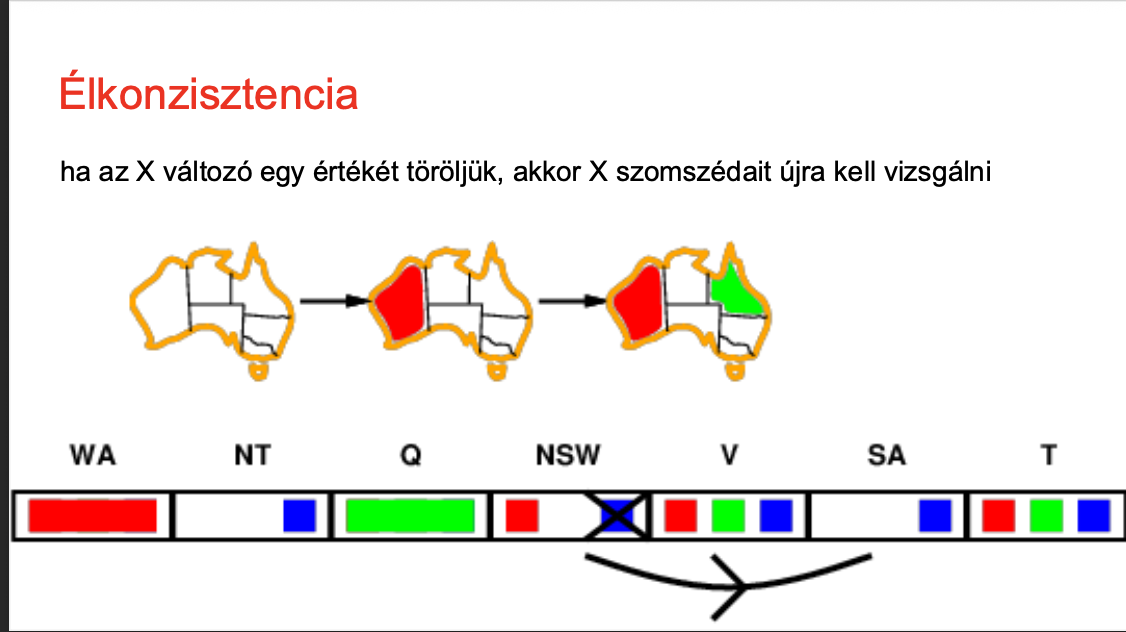 Élkonzisztencia
ha az X változó egy értékét töröljük, akkor X szomszédait újra kell vizsgálni
WA NT Q NSW V SA T